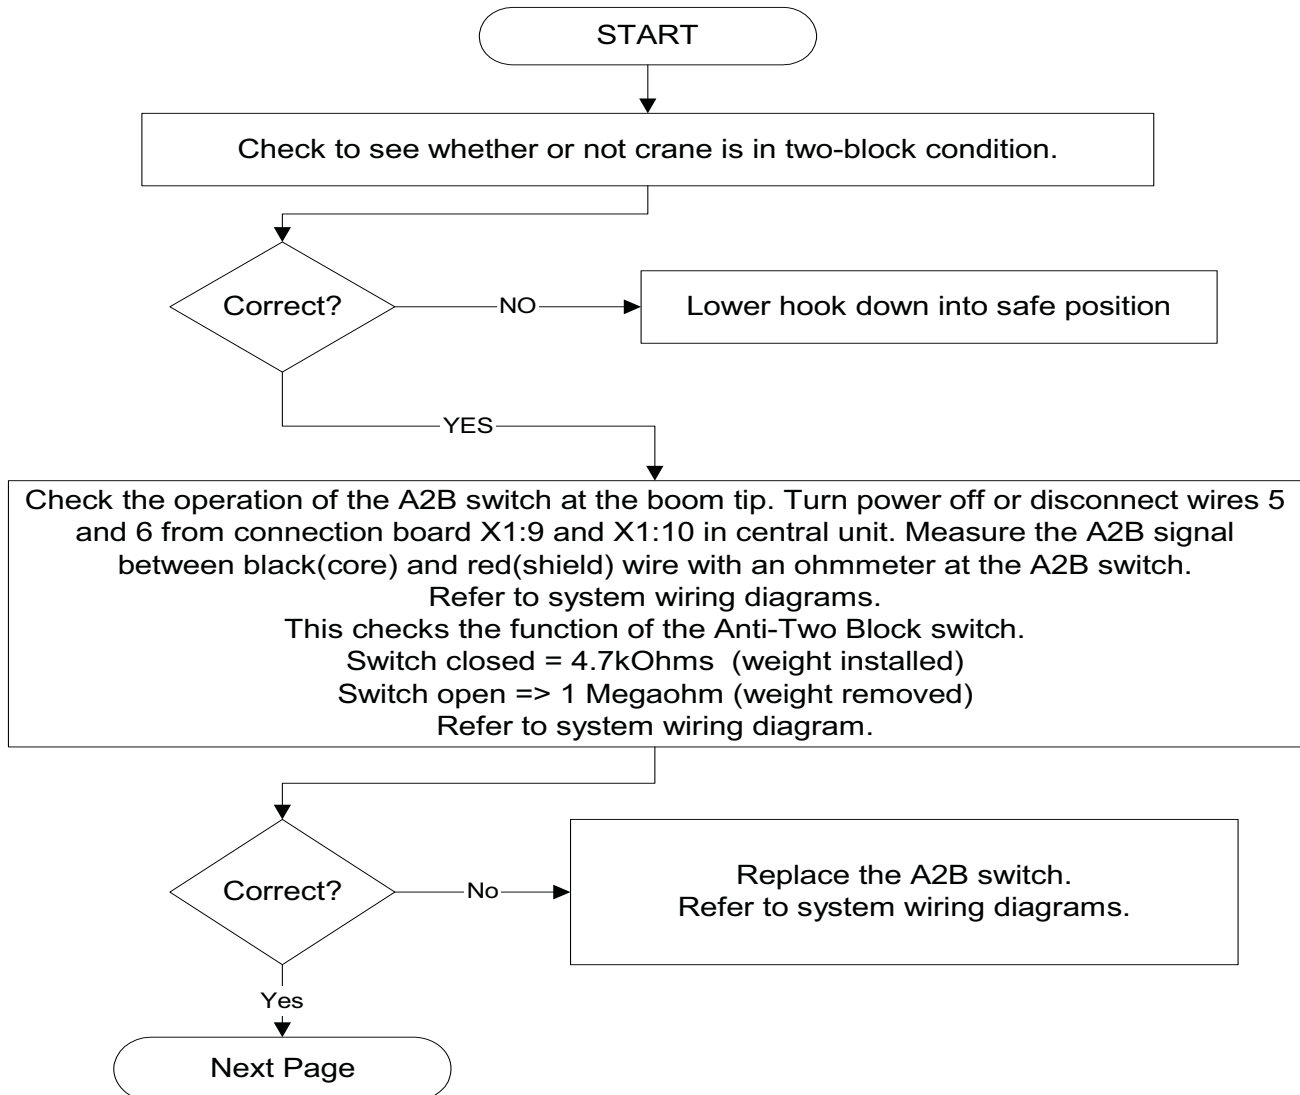 START
Check to see whether or not crane is in two-block condition.
Correct?
NO
Lower hook down into safe position
YES
Check the operation of the A2B switch at the boom tip. Turn power off or disconnect wires 5
and 6 from connection board X1:9 and X1:10 in central unit. Measure the A2B signal
between black(core) and red(shield) wire with an ohmmeter at the A2B switch.
Refer to system wiring diagrams.
This checks the function of the Anti-Two Block switch.
Switch closed = 4.7kOhms (weight installed)
Switch open => 1 Megaohm (weight removed)
Refer to system wiring diagram.
Correct?
No
Replace the A2B switch.
Refer to system wiring diagrams.
Yes
Next Page